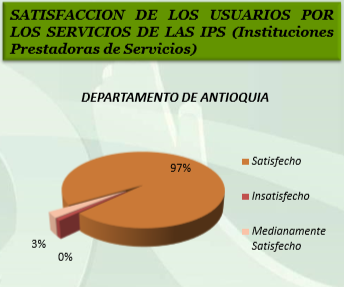 SATISFACCION DE LOS USUARIOS POR
LOS SERVICIOS DE LAS IPS (Instituciones
Prestadoras de Servicios)
DEPARTAMENTO DE ANTIOQUIA
97%
3%
0%
Satisfecho
Insatisfecho
Medianamente
Satisfecho